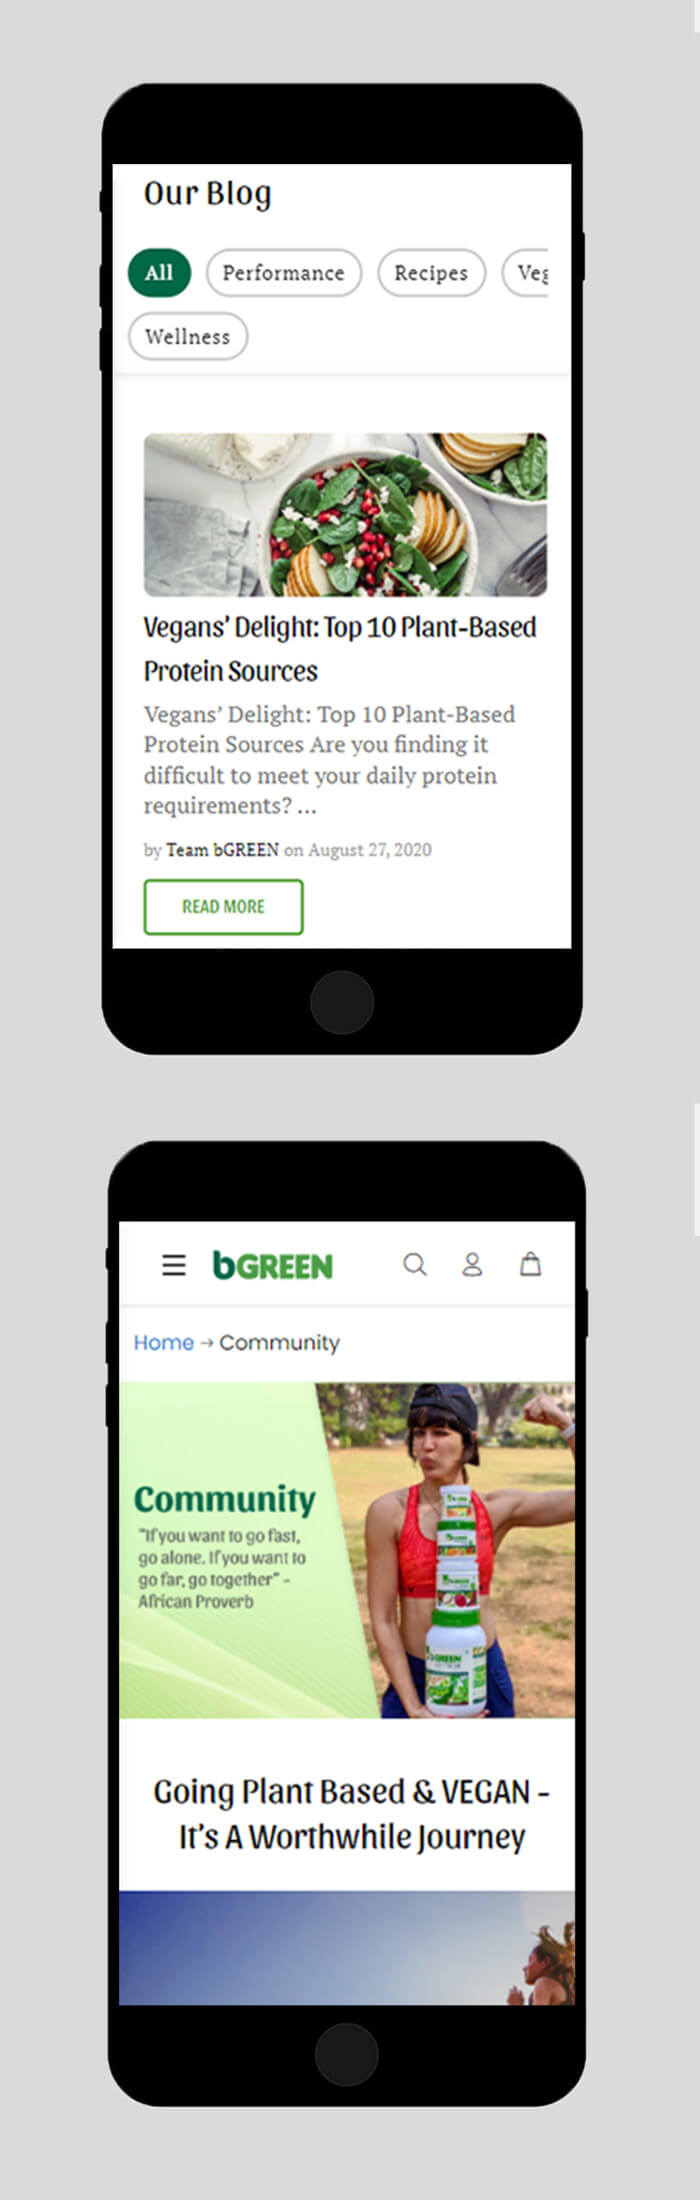 Our Blog
All Performance Recipes Veg
Wellness
Vegans’ Delight: Top 10 Plant-Based
Protein Sources
Vegans’ Delight: Top 10 Plant-Based
Protein Sources Are you finding it
difficult to meet your daily protein
requirements? ...
by Team bGREEN on August 27, 2020
READ MORE
bGREEN
Home → Community
Community
"If you want to go fast,
go alone. If you want to
go far, go together" -
African Proverb
GREEN
Going Plant Based & VEGAN -
It’s A Worthwhile Journey